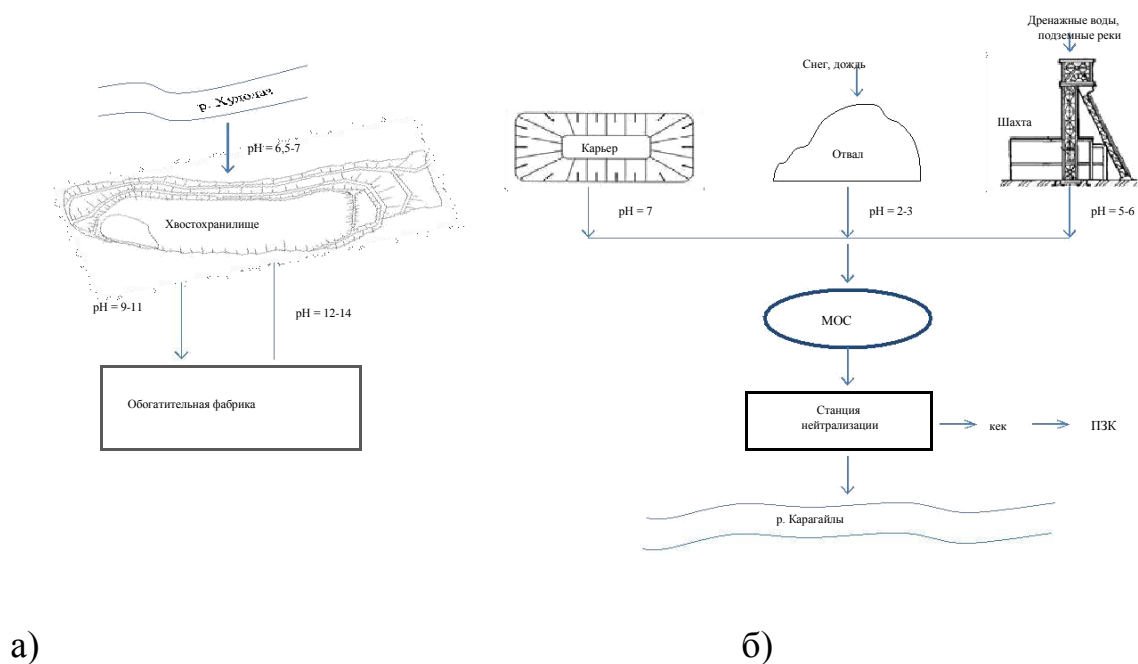 р. Худолаз
pH = 6,5-7
Хвостохранилище
pH = 9-11
pH = 12-14
Обогатительная фабрика
а)
Дренажные воды,
подземные реки
Снег, дождь
Шахта
Карьер
Отвал
pH = 7
pH = 2-3
pH = 5-6
МОС
Станция
нейтрализации
кек
ПЗК
р. Карагайлы
б)